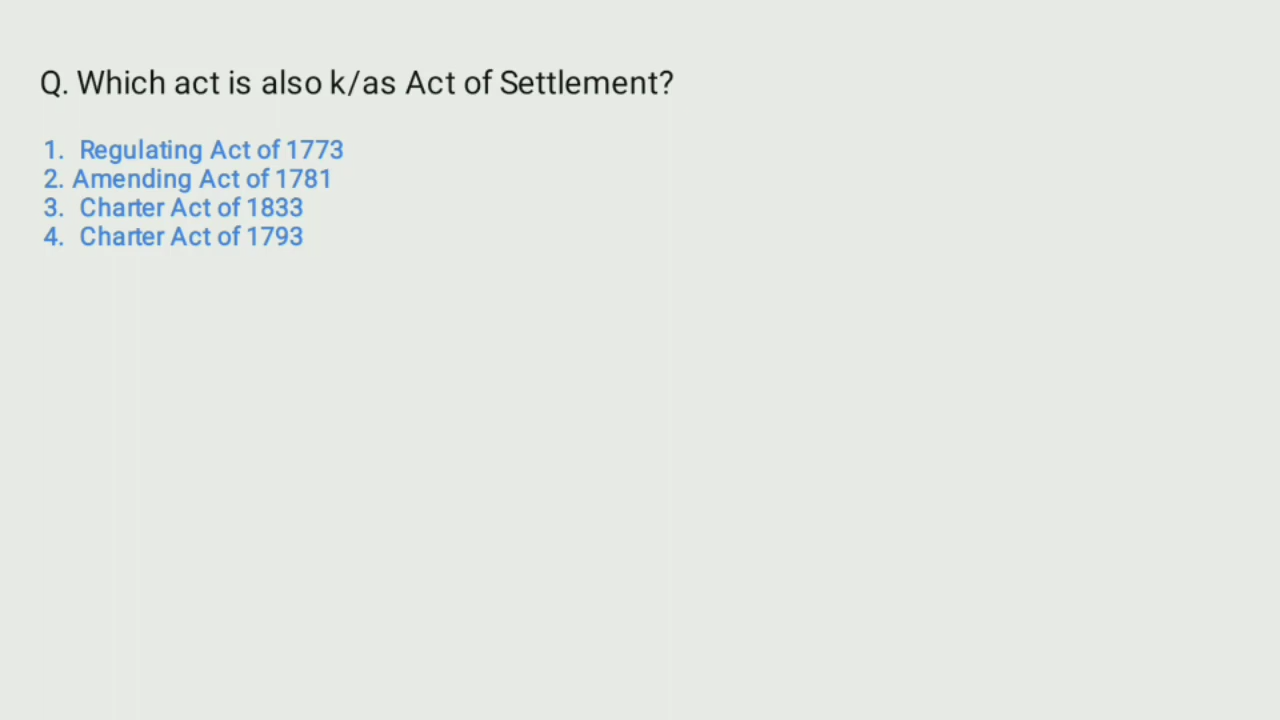 Q. Which act is also k/as Act of Settlement?
1. Regulating Act of 1773
2. Amending Act of 1781
3. Charter Act of 1833
4. Charter Act of 1793